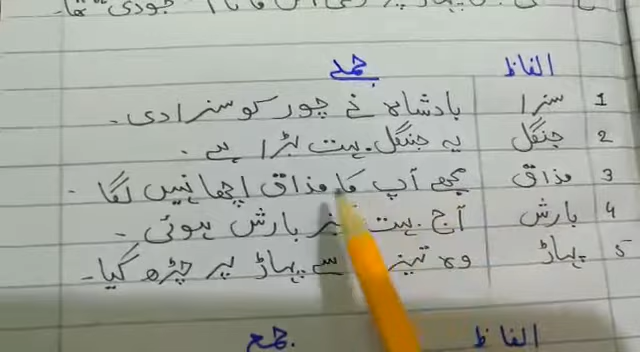 الفاظ جملے
1 سزا بادشاہ نے چور کو سزا دی۔
2 جنگل یہ جنگل بہت بڑا ہے۔
3 مذاق مجھے آپ کا مذاق اچھا نہیں لگا۔
4 بارش آج بہت بارش ہوئی۔
5 پہاڑ وہ تیزی سے پہاڑ پر چڑھ گیا۔
الفاظ جمع